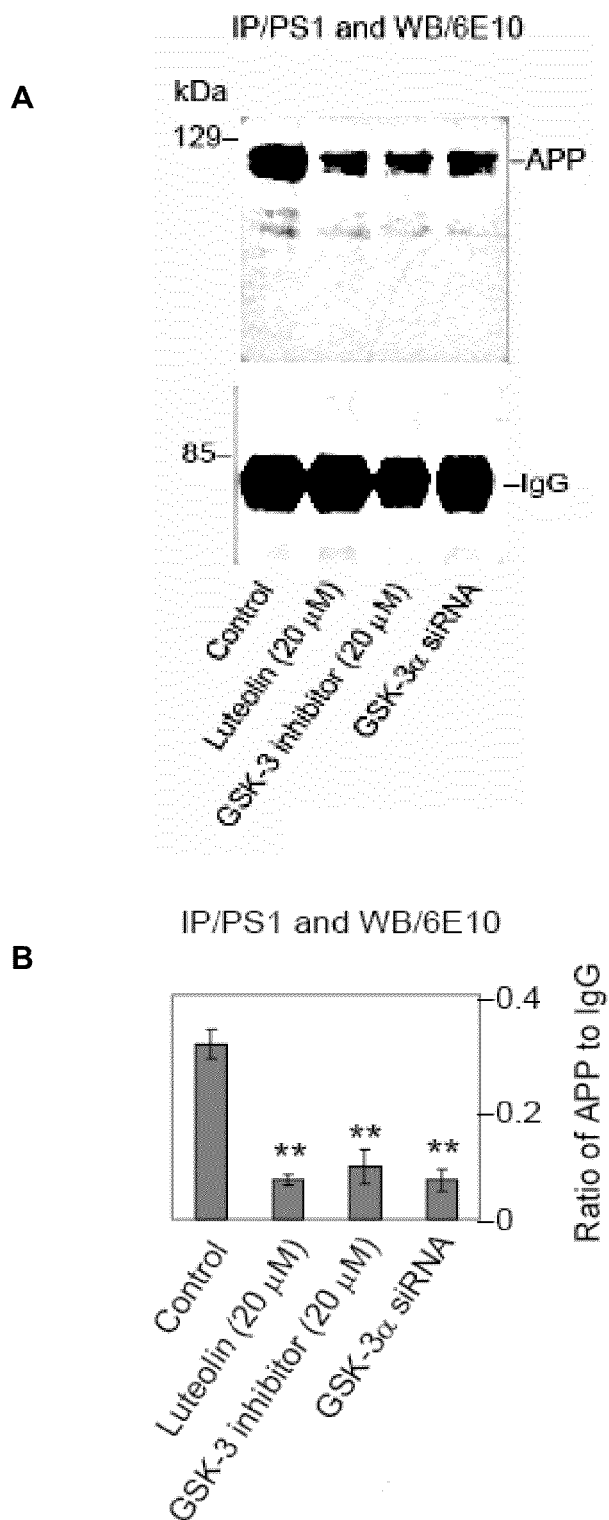 IP/PS1 and WB/6E10
A
kDa
129
APP
85
IgG
Control
Luteolin (20 μM)
GSK-3 inhibitor (20 μM)
GSK-3α siRNA
IP/PS1 and WB/6E10
B
0.4
0.2
0
Ratio of APP to IgG
**
**
**
Control
Luteolin (20 μM)
GSK-3 inhibitor (20 μM)
GSK-3α siRNA